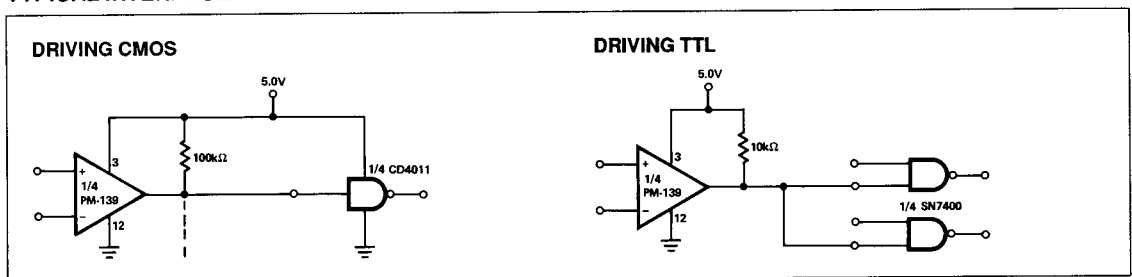 DRIVING CMOS
5.0V
3
100kΩ
1/4 CD4011
+
1/4
PM-139
−
12
DRIVING TTL
5.0V
3
10kΩ
+
1/4
PM-139
−
12
1/4 SN7400